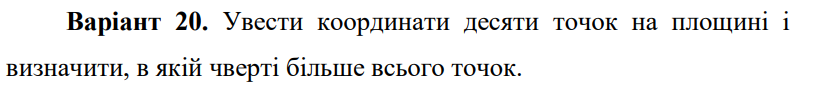 Варіант 20. Увести координати десяти точок на площині і
визначити, в якій чверті більше всього точок.